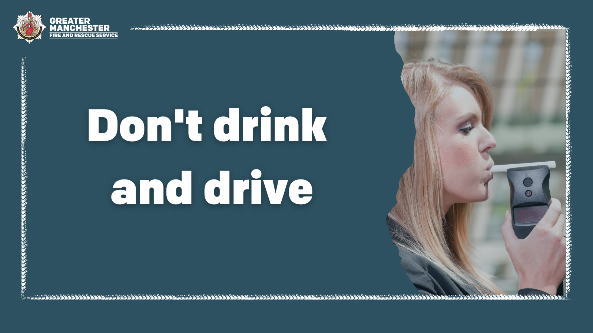 GREATER
MANCHESTER
FIRE AND RESCUE SERVICE
Don't drink
and drive